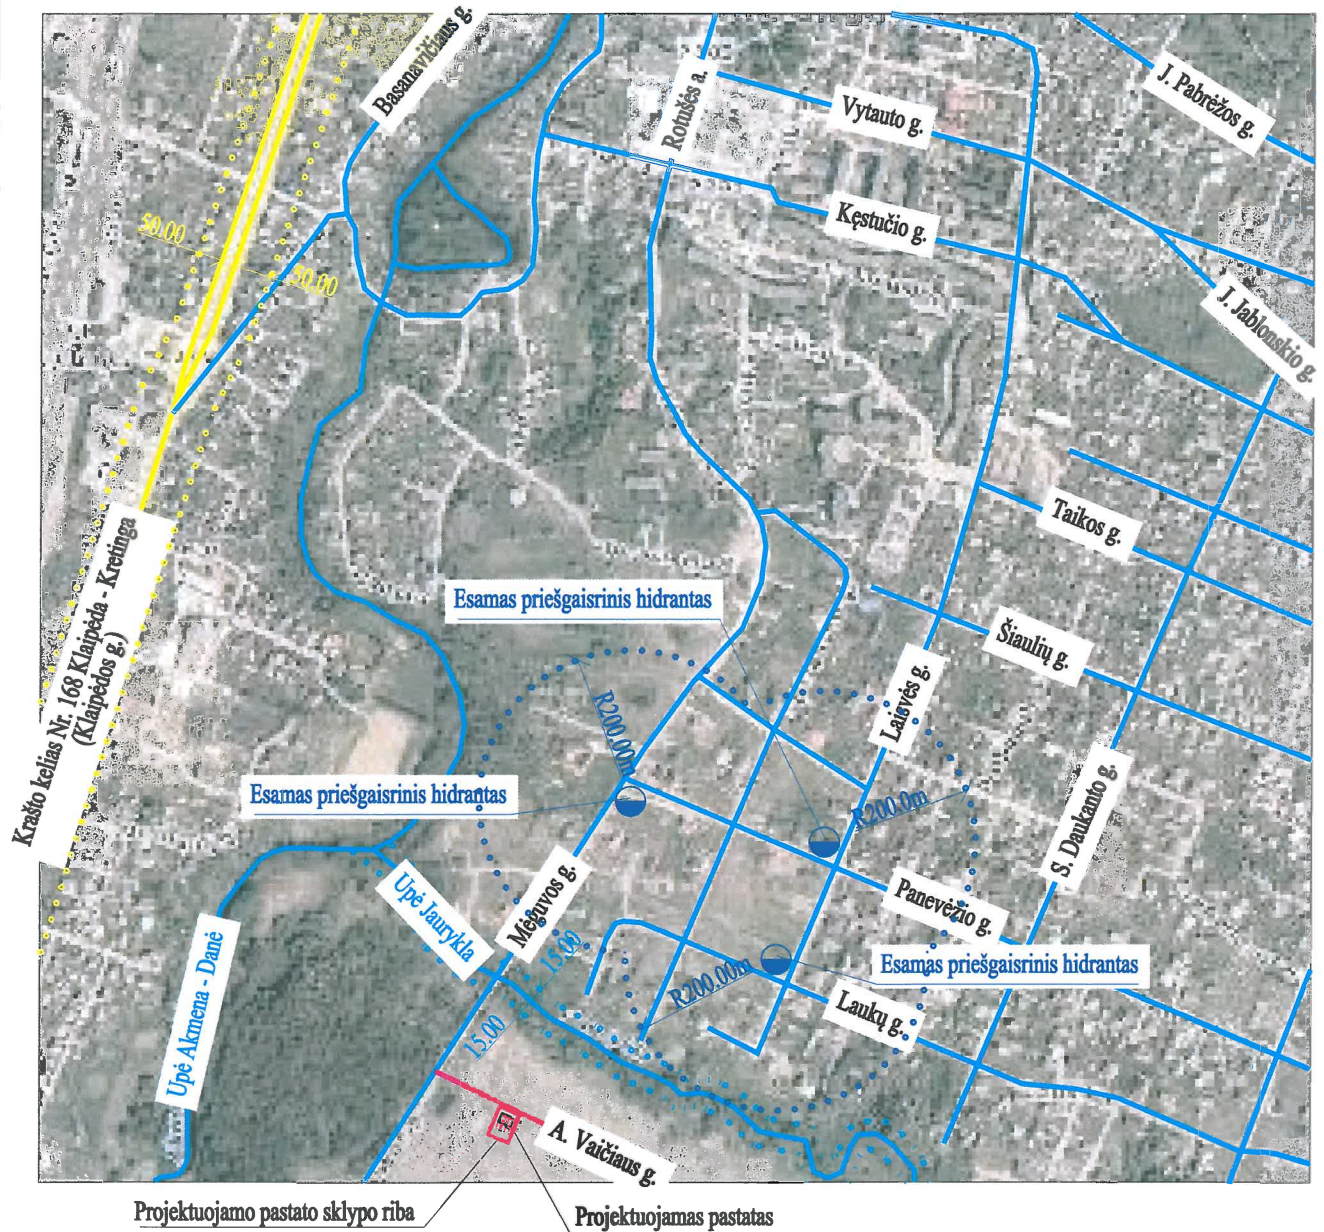 Basanavičiaus g.
Rotušės a.
Vytauto g.
J. Pabrėžos g.
Kęstučio g.
50.00
50.00
J. Jablonskio g.
Krašto kelias Nr. 168 Klaipėda - Kretinga
(Klaipėdos g.)
Taikos g.
Esamas priešgaisrinis hidrantas
Šiaulių g.
Laisvės g.
R200.00m
Esamas priešgaisrinis hidrantas
R200.0m
S. Daukanto g.
Upė Jaurykla
Mėguvos g.
Panevėžio g.
15.00
Esamas priešgaisrinis hidrantas
R200.00m
Upė Akmena - Danė
Laukų g.
15.00
A. Vaičiaus g.
Projektuojamo pastato sklypo riba
Projektuojamas pastatas